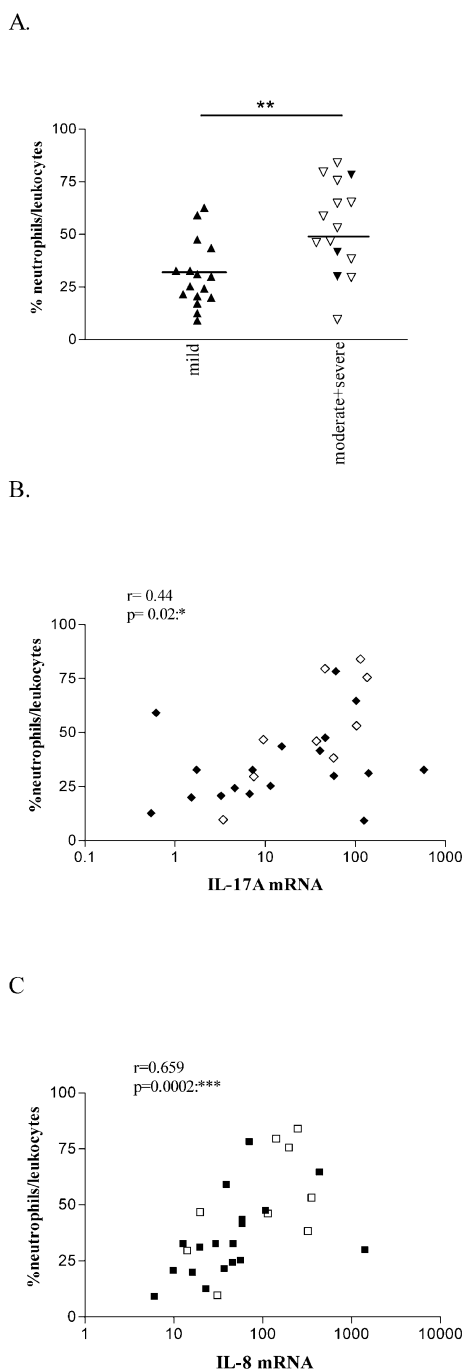 A.
**
100
75
50
25
0
% neutrophils/leukocytes
mild
moderate+severe
B.
r= 0.44
p= 0.02:*
100
75
50
25
0
%neutrophils/leukocytes
0.1 1 10 100 1000
IL-17A mRNA
C
r=0.659
p=0.0002:***
100
75
50
25
0
%neutrophils/leukocytes
1 10 100 1000 10000
IL-8 mRNA